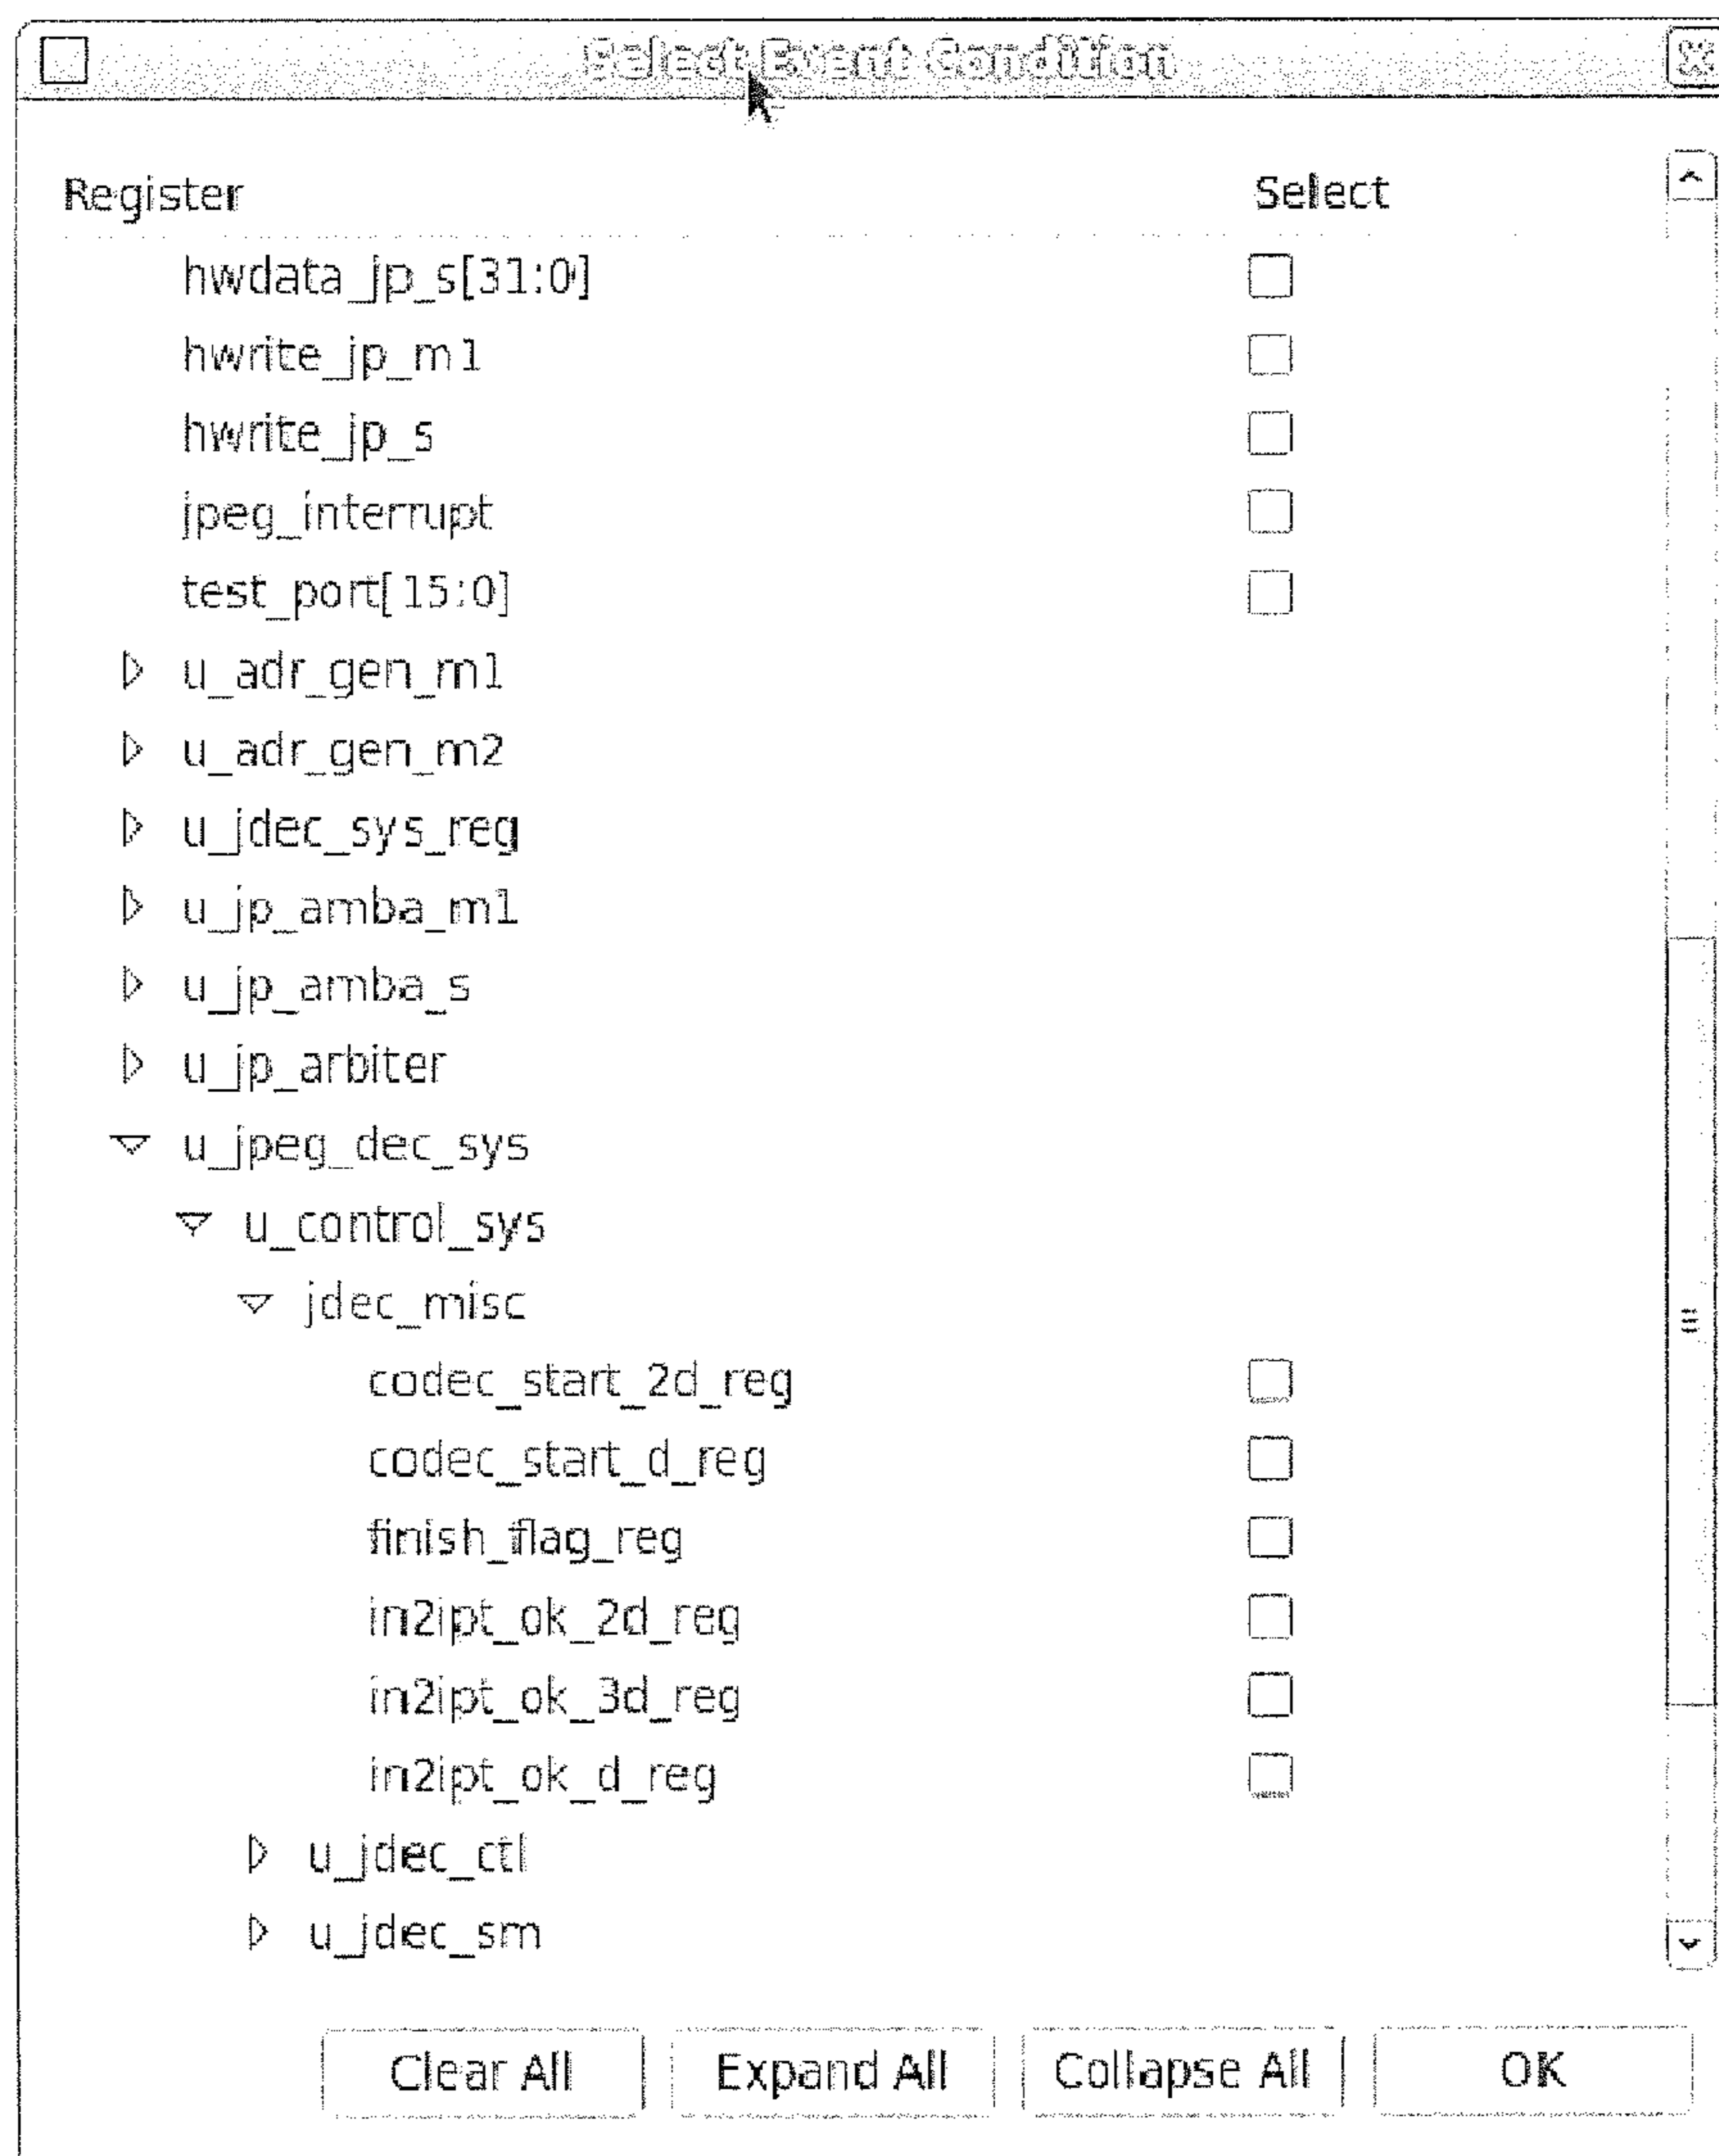 Select Event Condition
Register Select
hwdata_jp_s[31:0]
hwrite_jp_m1
hwrite_jp_s
jpeg_interrupt
test_port[15:0]
u_adr_gen_m1
u_adr_gen_m2
u_jdec_sys_reg
u_jp_amba_m1
u_jp_amba_s
u_jp_arbiter
u_jpeg_dec_sys
u_control_sys
jdec_misc
codec_start_2d_reg
codec_start_d_reg
finish_flag_reg
in2ipt_ok_2d_reg
in2ipt_ok_3d_reg
in2ipt_ok_d_reg
u_jdec_ctl
u_jdec_sm
Clear All Expand All Collapse All OK